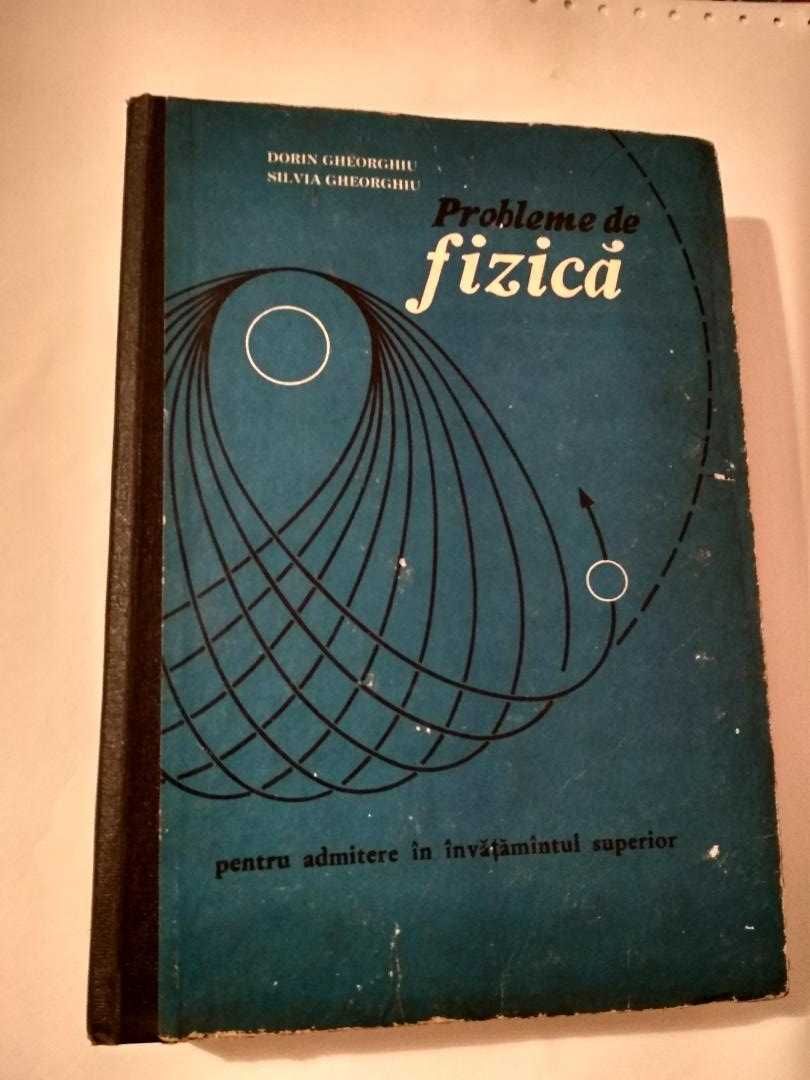 DORIN GHEORGHIU
SILVIA GHEORGHIU
Probleme de
fizică
pentru admitere în învățămîntul superior